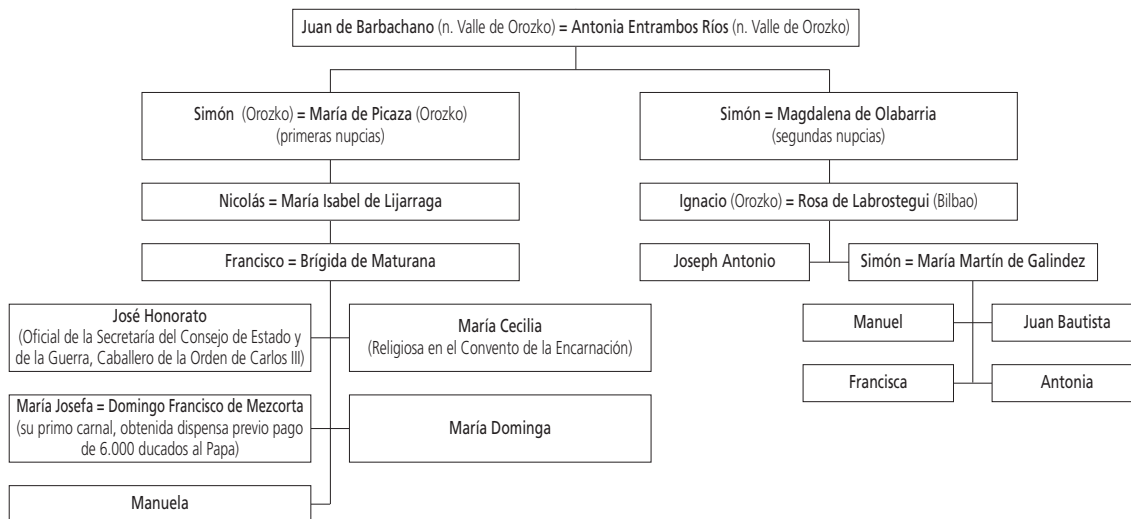 Juan de Barbachano (n. Valle de Orozko) = Antonia Entrambos Ríos (n. Valle de Orozko)
Simón (Orozko) = María de Picaza (Orozko)
(primeras nupcias)
Simón = Magdalena de Olabarria
(segundas nupcias)
Nicolás = María Isabel de Lijarraga
Ignacio (Orozko) = Rosa de Labrostegui (Bilbao)
Francisco = Brígida de Maturana
Joseph Antonio
Simón = María Martín de Galindez
José Honorato
(Oficial de la Secretaría del Consejo de Estado y
de la Guerra, Caballero de la Orden de Carlos III)
María Cecilia
(Religiosa en el Convento de la Encarnación)
Manuel
Juan Bautista
Francisca
Antonia
María Josefa = Domingo Francisco de Mezcorta
(su primo carnal, obtenida dispensa previo pago
de 6.000 ducados al Papa)
María Dominga
Manuela